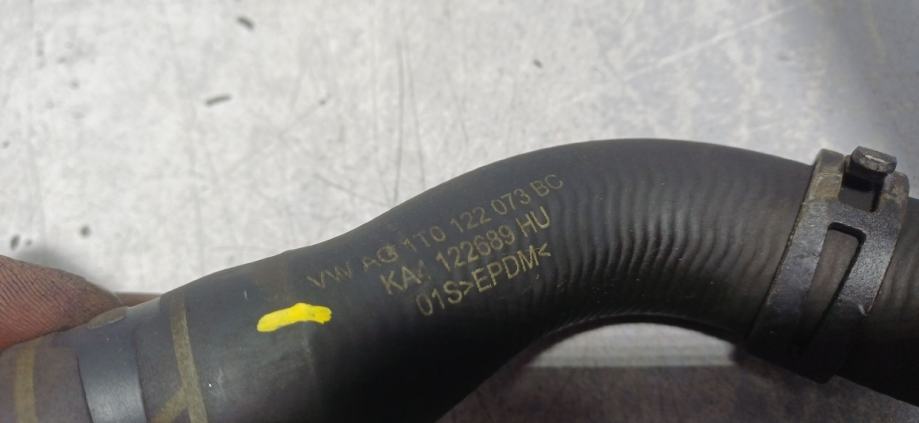 VW AG 1T0 122 073 BC
KA. 122689 HU
01S>EPDM<